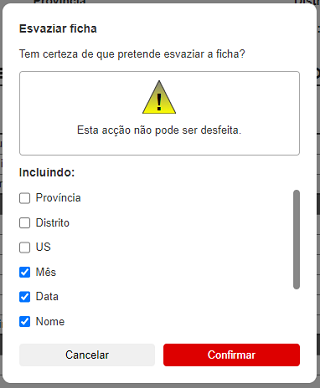 Província
Esvaziar ficha
Tem certeza de que pretende esvaziar a ficha?
Esta acção não pode ser desfeita.
Incluindo:
Província
Distrito
US
Mês
Data
Nome
Cancelar
Confirmar